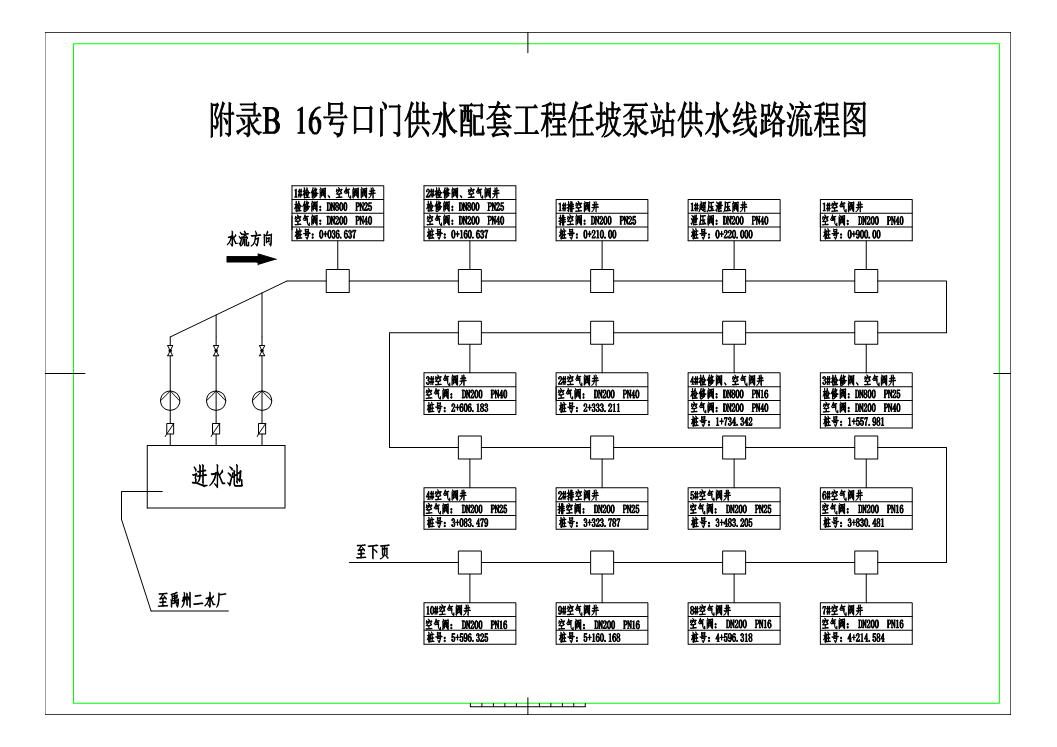 附录B 16号口门供水配套工程任坡泵站供水线路流程图
1#检修阀、空气阀阀井
检修阀：DN800 PN25
空气阀：DN200 PN40
桩号：0+036.637
2#检修阀、空气阀井
检修阀：DN800 PN25
空气阀：DN200 PN40
桩号：0+160.637
1#排空阀井
排空阀：DN200 PN25
桩号：0+210.00
1#超压泄压阀井
泄压阀：DN200 PN40
桩号：0+220.000
1#空气阀井
空气阀： DN200 PN40
桩号：0+900.00
水流方向
3#空气阀井
空气阀： DN200 PN40
桩号：2+606.183
2#空气阀井
空气阀： DN200 PN40
桩号：2+333.211
4#检修阀、空气阀井
检修阀：DN800 PN16
空气阀：DN200 PN40
桩号：1+734.342
3#检修阀、空气阀井
检修阀：DN800 PN25
空气阀：DN200 PN40
桩号：1+557.981
进水池
4#空气阀井
空气阀： DN200 PN25
桩号：3+083.479
2#排空阀井
排空阀：DN200 PN25
桩号：3+323.787
5#空气阀井
空气阀： DN200 PN25
桩号：3+483.205
6#空气阀井
空气阀： DN200 PN16
桩号：3+830.481
至下页
至禹州二水厂
10#空气阀井
空气阀： DN200 PN16
桩号：5+596.325
9#空气阀井
空气阀： DN200 PN16
桩号：5+160.168
8#空气阀井
空气阀： DN200 PN16
桩号：4+596.318
7#空气阀井
空气阀： DN200 PN16
桩号：4+214.584